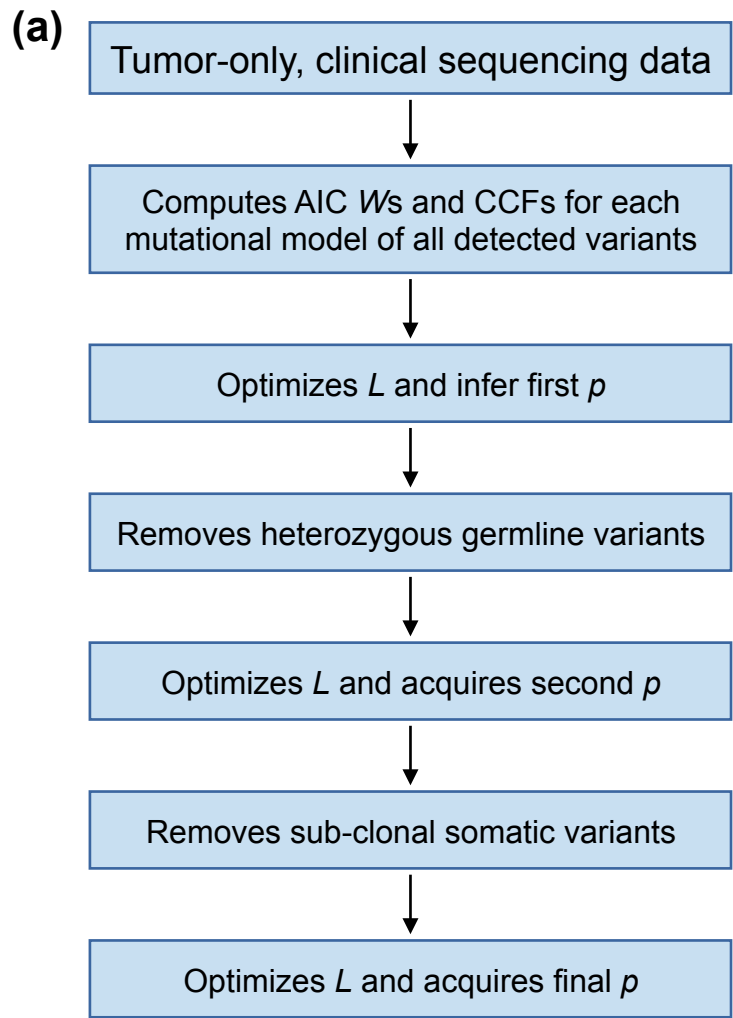 (a)
Tumor-only, clinical sequencing data
Computes AIC Ws and CCFs for each
mutational model of all detected variants
Optimizes L and infer first p
Removes heterozygous germline variants
Optimizes L and acquires second p
Removes sub-clonal somatic variants
Optimizes L and acquires final p